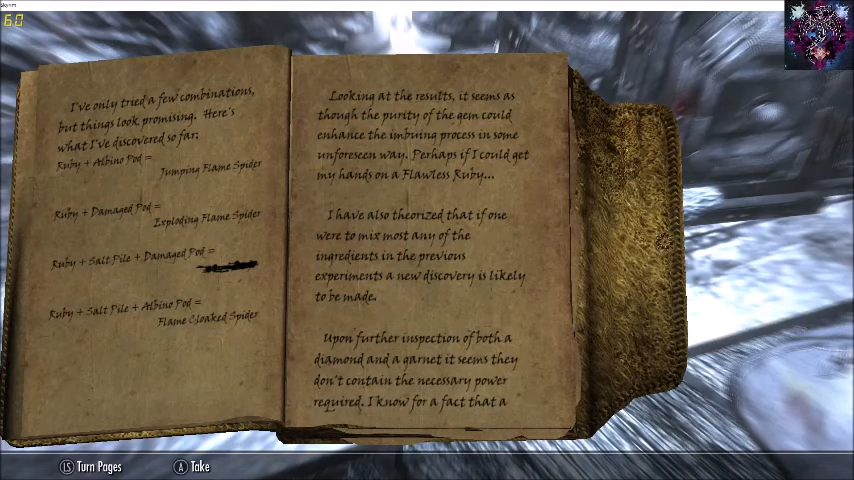 skyrim
60
I've only tried a few combinations,
but things look promising. Here's
what I've discovered so far:
Ruby + Albino Pod =
Jumping Flame Spider
Ruby + Damaged Pod =
Exploding Flame Spider
Ruby + Salt Pile + Damaged Pod =
Ruby + Salt Pile + Albino Pod =
Flame Cloaked Spider
Looking at the results, it seems as
though the purity of the gem could
enhance the imbuing process in some
unforeseen way. Perhaps if I could get
my hands on a Flawless Ruby...
I have also theorized that if one
were to mix most any of the
ingredients in the previous
experiments a new discovery is likely
to be made.
Upon further inspection of both a
diamond and a garnet it seems they
don't contain the necessary power
required. I know for a fact that a
LS Turn Pages
A Take